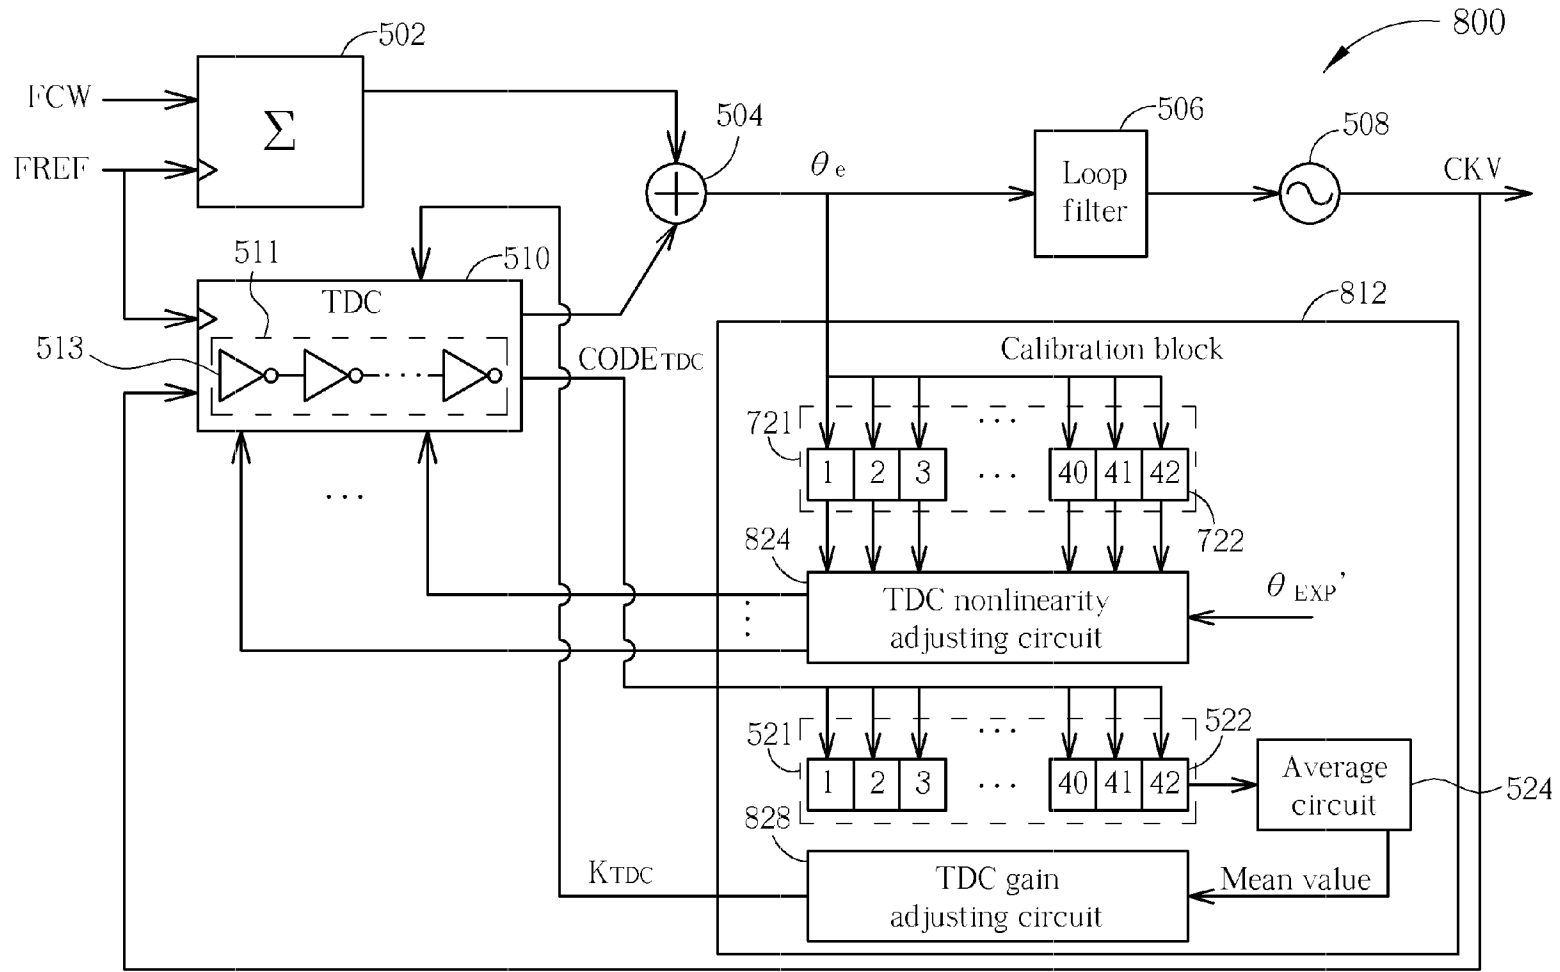 800
502
FCW
FREF
Σ
504
θe
506
Loop
filter
508
CKV
511
510
TDC
513
...
CODETDC
812
Calibration block
721
...
1 2 3 ... 40 41 42
722
...
824
TDC nonlinearity
adjusting circuit
θEXP'
...
521
...
522
1 2 3 ... 40 41 42
Average
circuit
524
828
KTDC
TDC gain
adjusting circuit
Mean value